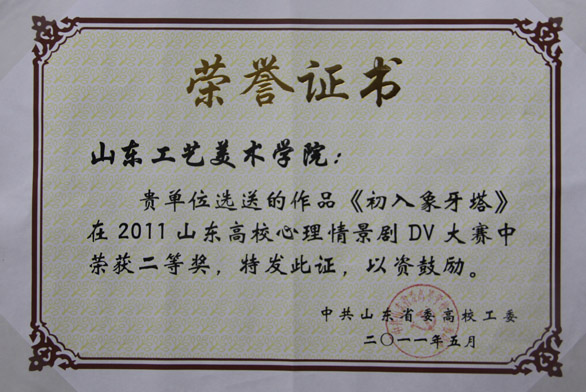 荣誉证书
山东工艺美术学院：
贵单位选送的作品《初入象牙塔》
在2011山东高校心理情景剧DV大赛中
荣获二等奖，特发此证，以资鼓励。
中共山东省委高校工委
二〇一一年五月